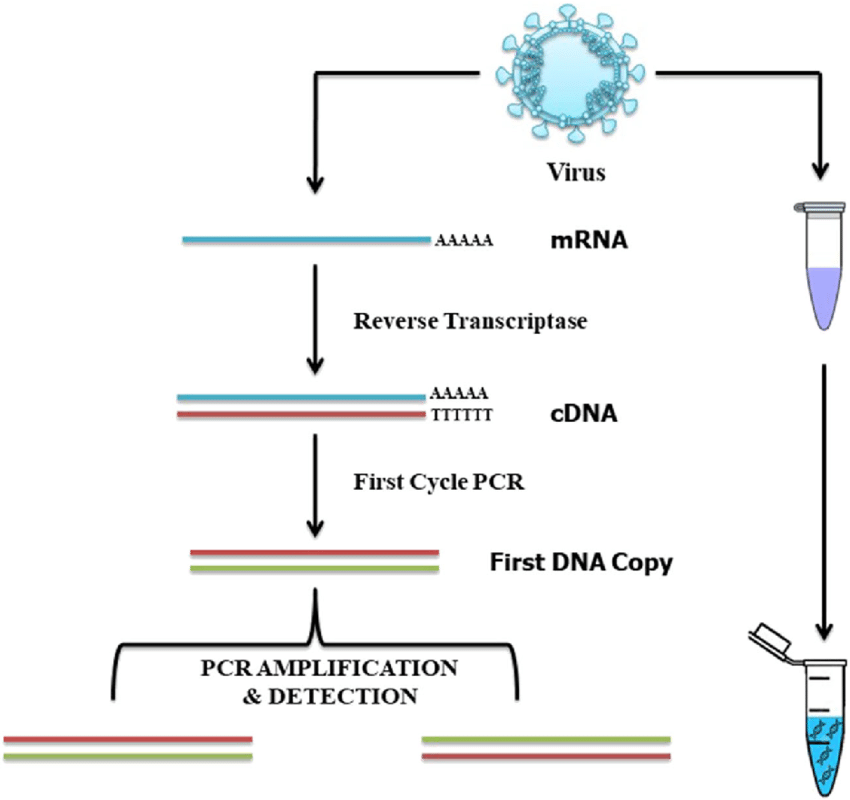 Virus
AAAAA mRNA
Reverse Transcriptase
AAAAA
TTTTTT cDNA
First Cycle PCR
First DNA Copy
PCR AMPLIFICATION
& DETECTION